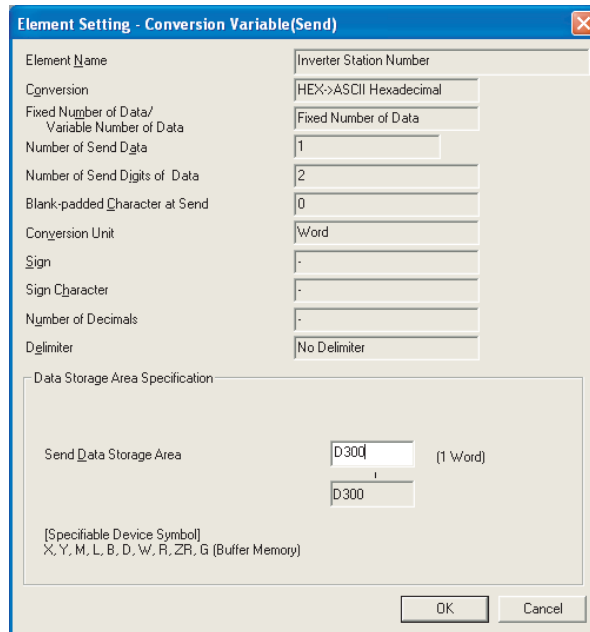 Element Setting - Conversion Variable(Send)
Element Name Inverter Station Number
Conversion HEX->ASCII Hexadecimal
Fixed Number of Data/
Variable Number of Data Fixed Number of Data
Number of Send Data 1
Number of Send Digits of Data 2
Blank-padded Character at Send 0
Conversion Unit Word
Sign -
Sign Character -
Number of Decimals -
Delimiter No Delimiter
Data Storage Area Specification
Send Data Storage Area D300 (1 Word)
D300
[Specifiable Device Symbol]
X, Y, M, L, B, D, W, R, ZR, G (Buffer Memory)
OK Cancel